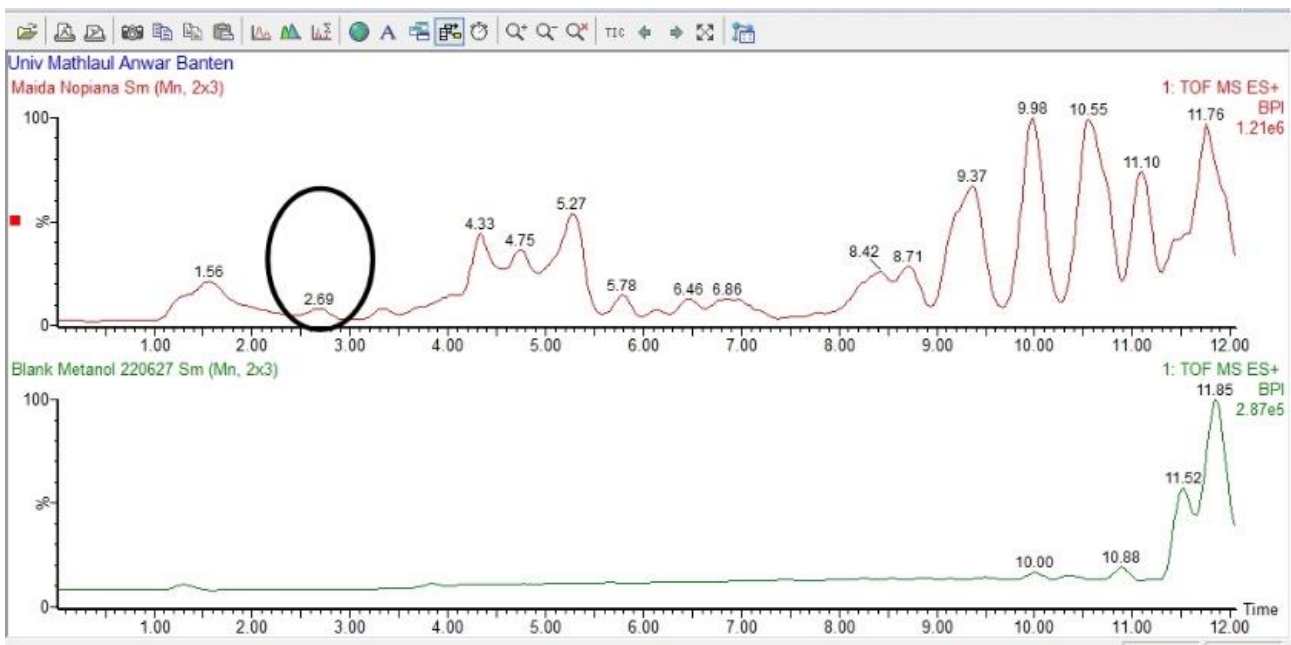 TIC
Univ Mathlaul Anwar Banten
Maida Nopiana Sm (Mn, 2x3)
1: TOF MS ES+
BPI
1.21e6
100
%
0
1.56
2.69
4.33
4.75
5.27
5.78
6.46
6.86
8.42
8.71
9.37
9.98
10.55
11.10
11.76
1.00 2.00 3.00 4.00 5.00 6.00 7.00 8.00 9.00 10.00 11.00 12.00
Blank Metanol 220627 Sm (Mn, 2x3)
1: TOF MS ES+
BPI
2.87e5
100
%
0
10.00
10.88
11.52
11.85
Time
1.00 2.00 3.00 4.00 5.00 6.00 7.00 8.00 9.00 10.00 11.00 12.00